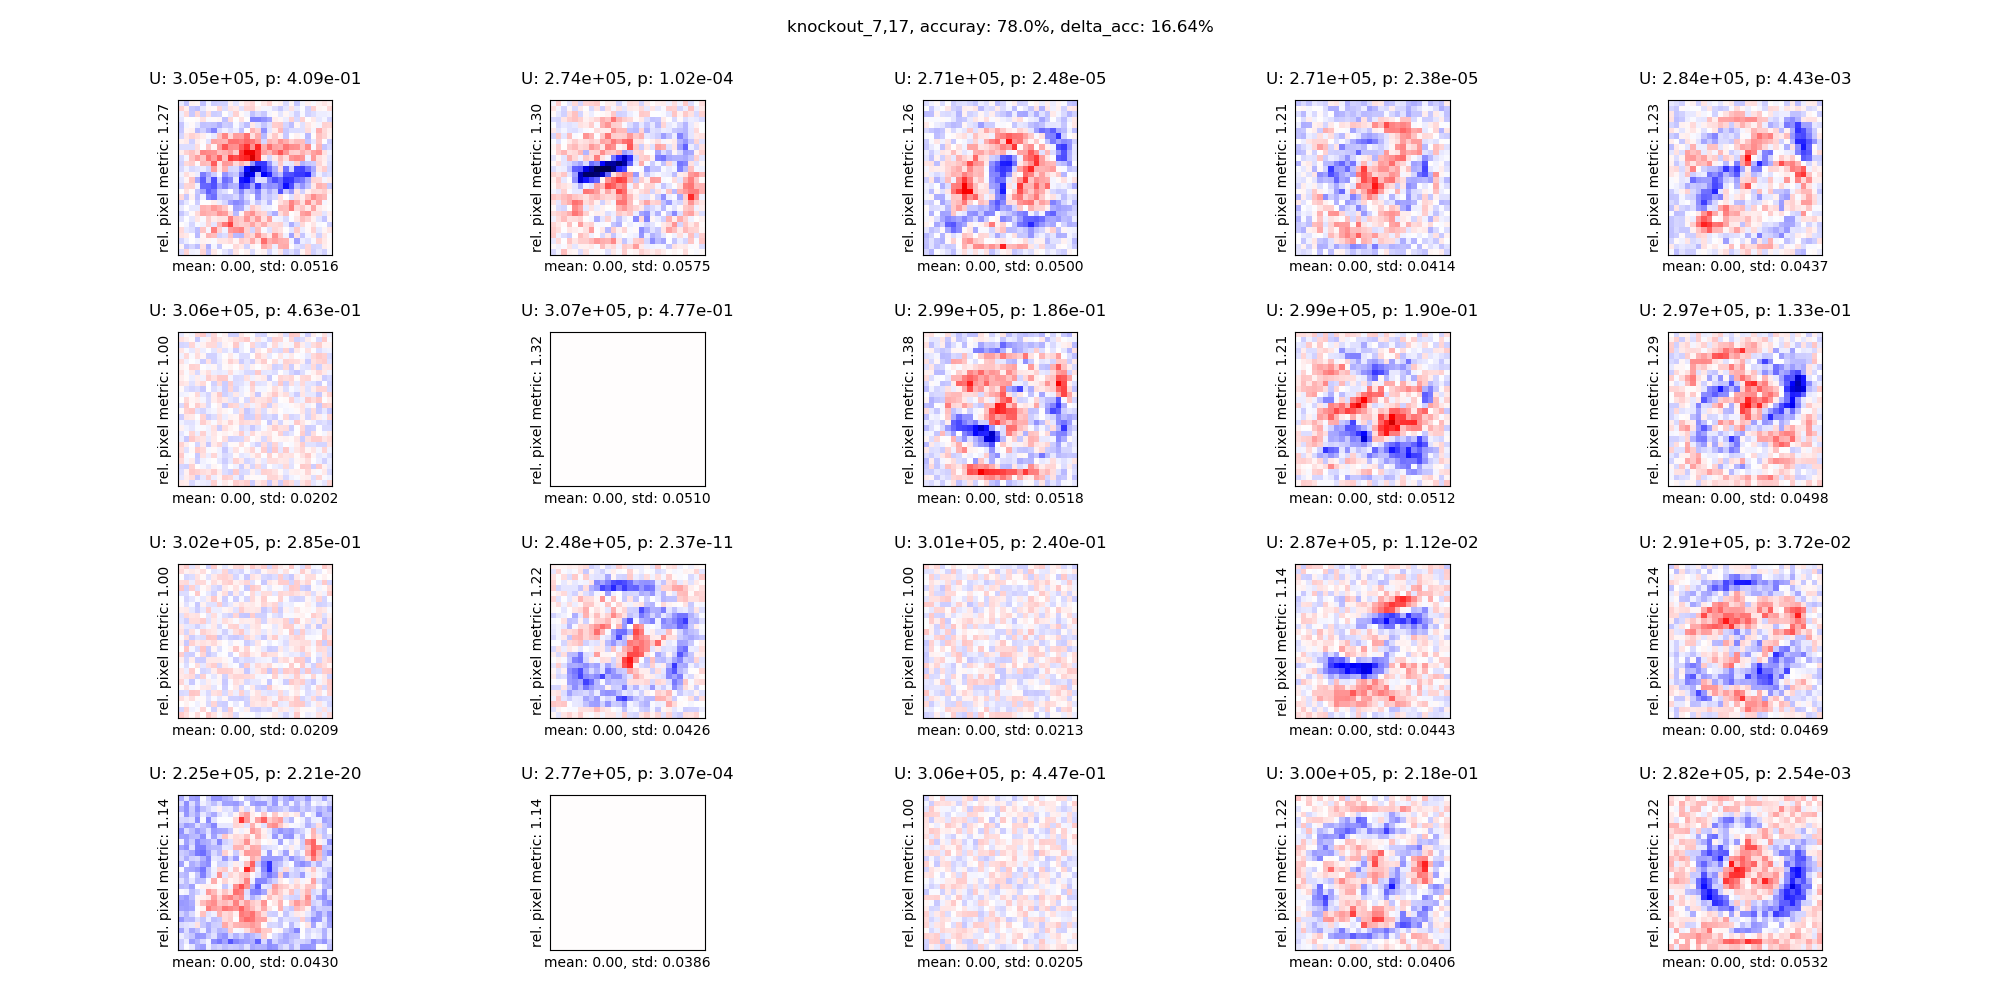 knockout_7,17, accuray: 78.0%, delta_acc: 16.64%
U: 3.05e+05, p: 4.09e-01
rel. pixel metric: 1.27
mean: 0.00, std: 0.0516
U: 2.74e+05, p: 1.02e-04
rel. pixel metric: 1.30
mean: 0.00, std: 0.0575
U: 2.71e+05, p: 2.48e-05
rel. pixel metric: 1.26
mean: 0.00, std: 0.0500
U: 2.71e+05, p: 2.38e-05
rel. pixel metric: 1.21
mean: 0.00, std: 0.0414
U: 2.84e+05, p: 4.43e-03
rel. pixel metric: 1.23
mean: 0.00, std: 0.0437
U: 3.06e+05, p: 4.63e-01
rel. pixel metric: 1.00
mean: 0.00, std: 0.0202
U: 3.07e+05, p: 4.77e-01
rel. pixel metric: 1.32
mean: 0.00, std: 0.0510
U: 2.99e+05, p: 1.86e-01
rel. pixel metric: 1.38
mean: 0.00, std: 0.0518
U: 2.99e+05, p: 1.90e-01
rel. pixel metric: 1.21
mean: 0.00, std: 0.0512
U: 2.97e+05, p: 1.33e-01
rel. pixel metric: 1.29
mean: 0.00, std: 0.0498
U: 3.02e+05, p: 2.85e-01
rel. pixel metric: 1.00
mean: 0.00, std: 0.0209
U: 2.48e+05, p: 2.37e-11
rel. pixel metric: 1.22
mean: 0.00, std: 0.0426
U: 3.01e+05, p: 2.40e-01
rel. pixel metric: 1.00
mean: 0.00, std: 0.0213
U: 2.87e+05, p: 1.12e-02
rel. pixel metric: 1.14
mean: 0.00, std: 0.0443
U: 2.91e+05, p: 3.72e-02
rel. pixel metric: 1.24
mean: 0.00, std: 0.0469
U: 2.25e+05, p: 2.21e-20
rel. pixel metric: 1.14
mean: 0.00, std: 0.0430
U: 2.77e+05, p: 3.07e-04
rel. pixel metric: 1.14
mean: 0.00, std: 0.0386
U: 3.06e+05, p: 4.47e-01
rel. pixel metric: 1.00
mean: 0.00, std: 0.0205
U: 3.00e+05, p: 2.18e-01
rel. pixel metric: 1.22
mean: 0.00, std: 0.0406
U: 2.82e+05, p: 2.54e-03
rel. pixel metric: 1.22
mean: 0.00, std: 0.0532